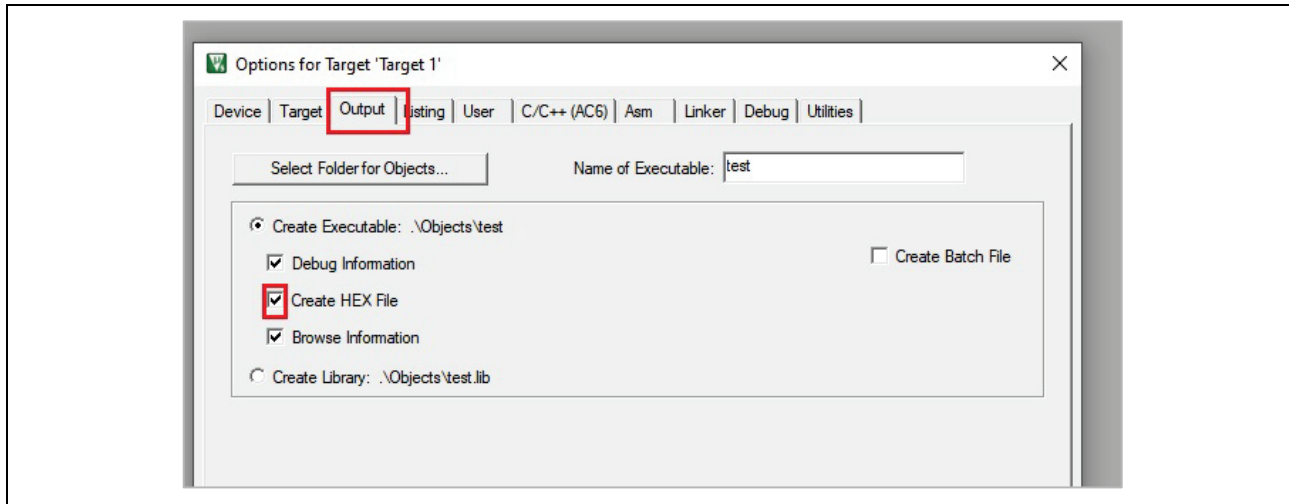 Options for Target 'Target 1'
Device Target Output Listing User C/C++ (AC6) Asm Linker Debug Utilities
Select Folder for Objects... Name of Executable: test
Create Executable: .\Objects\test
Debug Information Create Batch File
Create HEX File
Browse Information
Create Library: .\Objects\test.lib